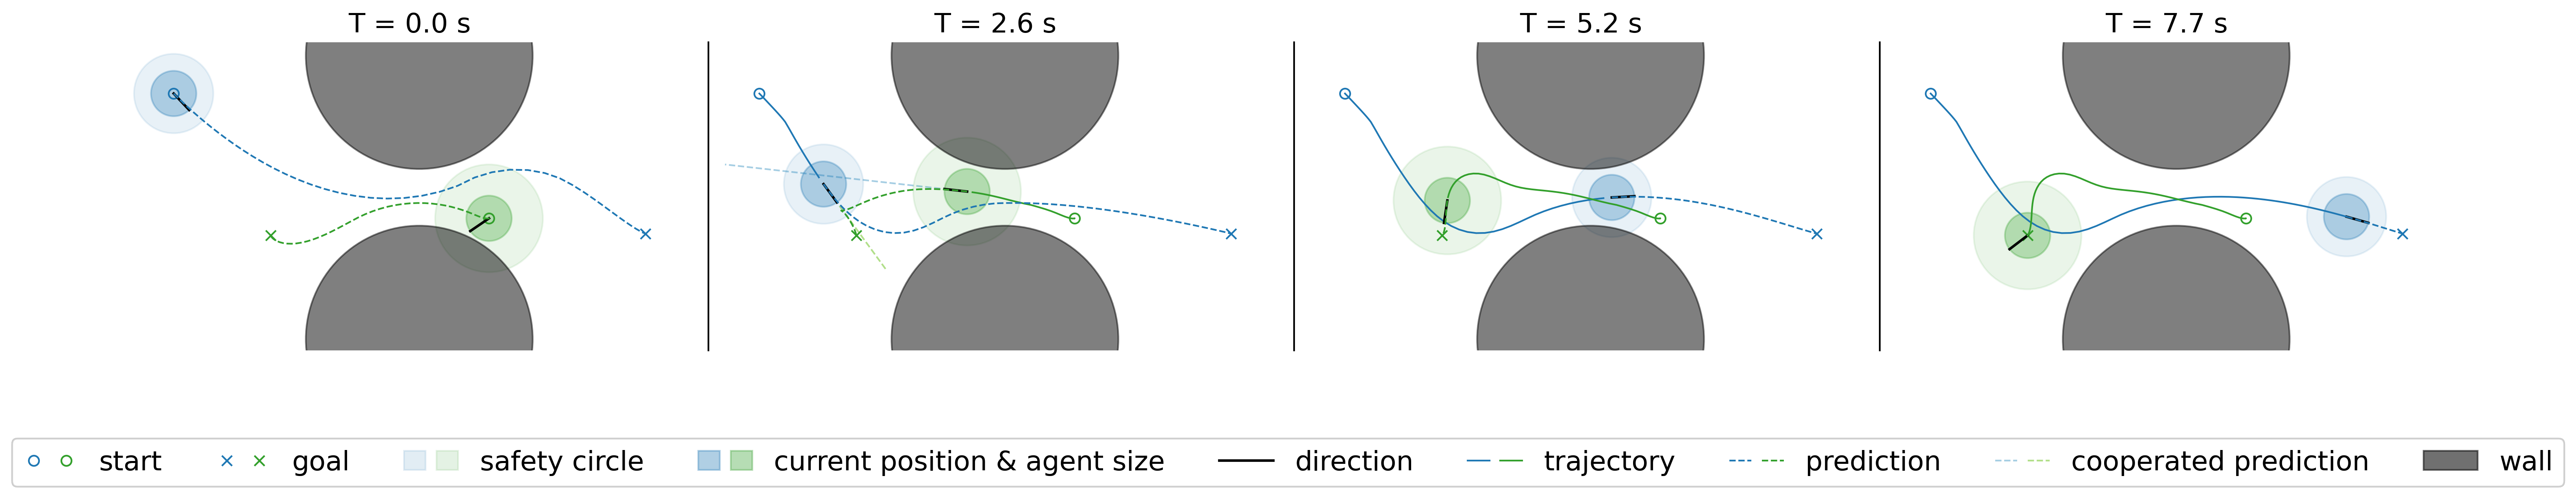 T = 0.0 s
T = 2.6 s
T = 5.2 s
T = 7.7 s
start goal safety circle current position & agent size direction trajectory prediction cooperated prediction wall